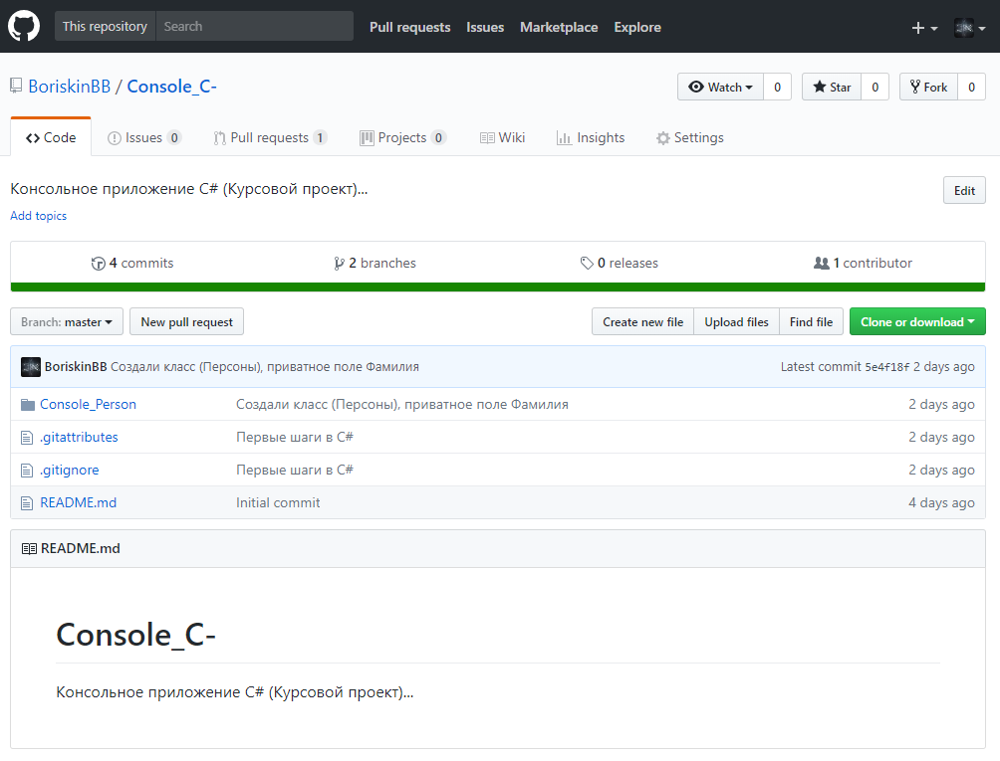 This repository Search Pull requests Issues Marketplace Explore
BoriskinBB / Console_C-
Watch 0 Star 0 Fork 0
Code Issues 0 Pull requests 1 Projects 0 Wiki Insights Settings
Консольное приложение C# (Курсовой проект)...
Edit
Add topics
4 commits 2 branches 0 releases 1 contributor
Branch: master New pull request Create new file Upload files Find file Clone or download
BoriskinBB Создали класс (Персоны), приватное поле Фамилия Latest commit 5e4f18f 2 days ago
Console_Person Создали класс (Персоны), приватное поле Фамилия 2 days ago
.gitattributes Первые шаги в C# 2 days ago
.gitignore Первые шаги в C# 2 days ago
README.md Initial commit 4 days ago
README.md
Console_C-
Консольное приложение C# (Курсовой проект)...